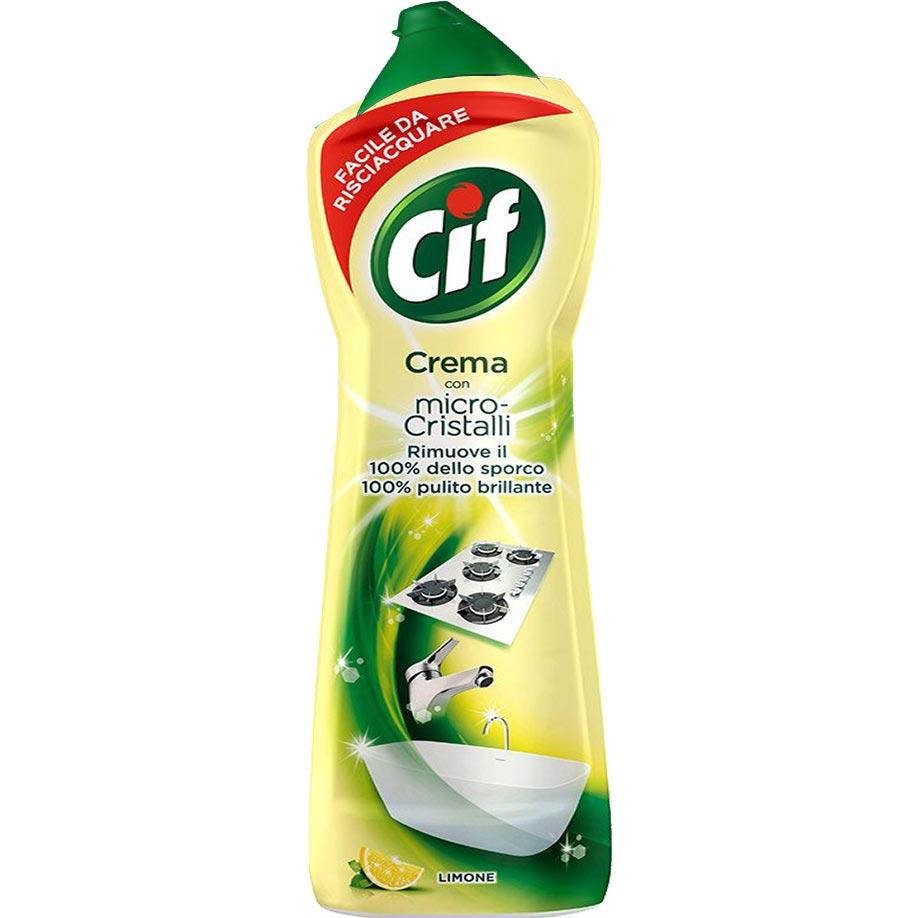 FACILE DA
RISCIACQUARE
Cif
Crema
con
micro-
Cristalli
Rimuove il
100% dello sporco
100% pulito brillante
LIMONE